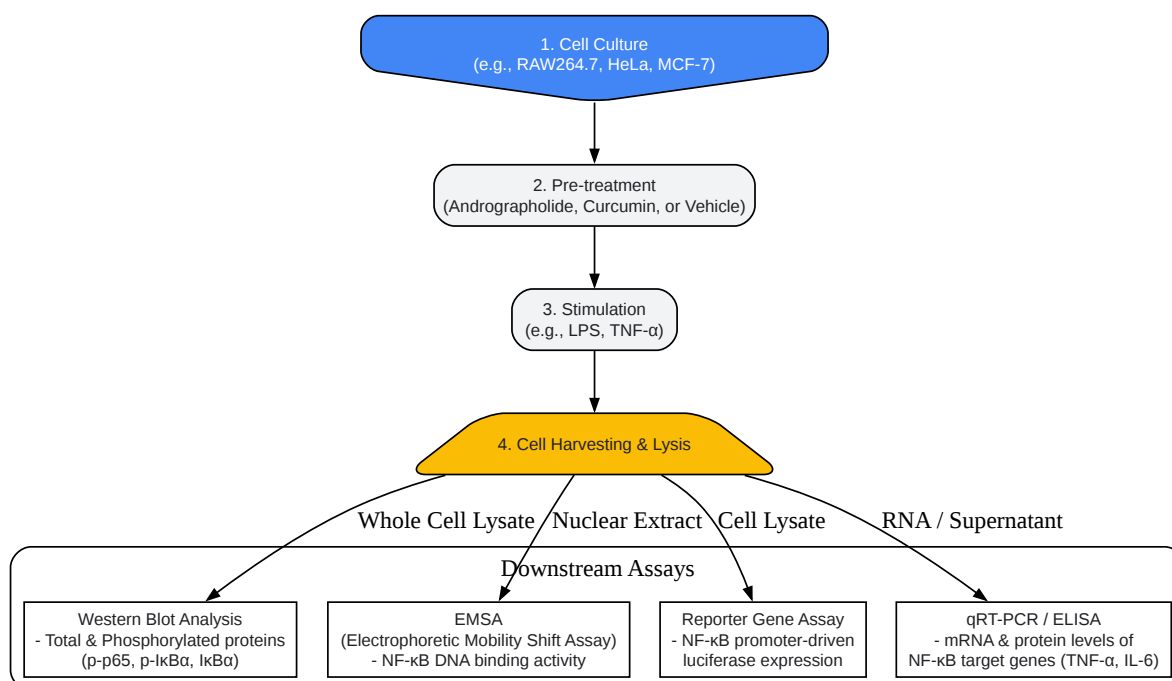 1. Cell Culture
(e.g., RAW264.7, HeLa, MCF-7)
2. Pre-treatment
(Andrographolide, Curcumin, or Vehicle)
3. Stimulation
(e.g., LPS, TNF-α)
4. Cell Harvesting & Lysis
Whole Cell Lysate
Nuclear Extract
Cell Lysate
RNA / Supernatant
Downstream Assays
Western Blot Analysis
- Total & Phosphorylated proteins
(p-p65, p-IκBα, IκBα)
EMSA
(Electrophoretic Mobility Shift Assay)
- NF-κB DNA binding activity
Reporter Gene Assay
- NF-κB promoter-driven
luciferase expression
qRT-PCR / ELISA
- mRNA & protein levels of
NF-κB target genes (TNF-α, IL-6)